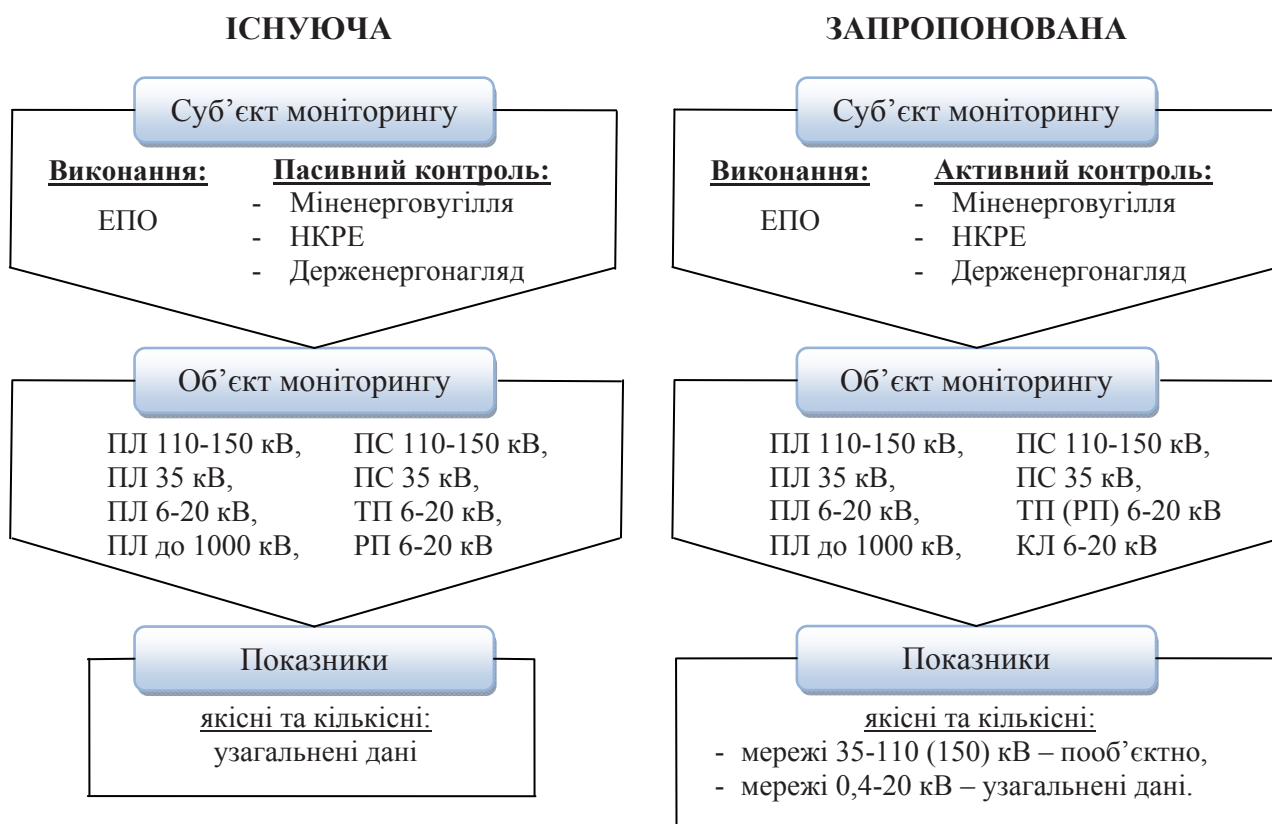 ІСНУЮЧА
Суб’єкт моніторингу
Виконання:
ЕПО
Пасивний контроль:
- Міненерговугілля
- НКРЕ
- Держенергонагляд
Об’єкт моніторингу
ПЛ 110-150 кВ,
ПЛ 35 кВ,
ПЛ 6-20 кВ,
ПЛ до 1000 кВ,
ПС 110-150 кВ,
ПС 35 кВ,
ТП 6-20 кВ,
РП 6-20 кВ
Показники
якісні та кількісні:
узагальнені дані
ЗАПРОПОНОВАНА
Суб’єкт моніторингу
Виконання:
ЕПО
Активний контроль:
- Міненерговугілля
- НКРЕ
- Держенергонагляд
Об’єкт моніторингу
ПЛ 110-150 кВ,
ПЛ 35 кВ,
ПЛ 6-20 кВ,
ПЛ до 1000 кВ,
ПС 110-150 кВ,
ПС 35 кВ,
ТП (РП) 6-20 кВ
КЛ 6-20 кВ
Показники
якісні та кількісні:
- мережі 35-110 (150) кВ – пооб’єктно,
- мережі 0,4-20 кВ – узагальнені дані.